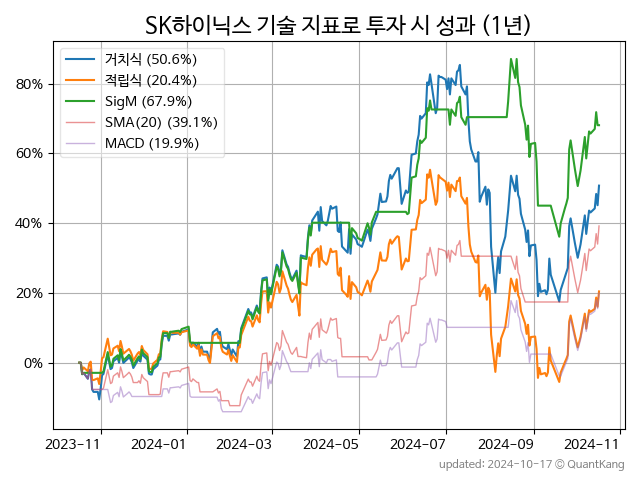 SK하이닉스 기술 지표로 투자 시 성과 (1년)
거치식 (50.6%)
적립식 (20.4%)
SigM (67.9%)
SMA(20) (39.1%)
MACD (19.9%)
80%
60%
40%
20%
0%
2023-11 2024-01 2024-03 2024-05 2024-07 2024-09 2024-11
updated: 2024-10-17 © QuantKang